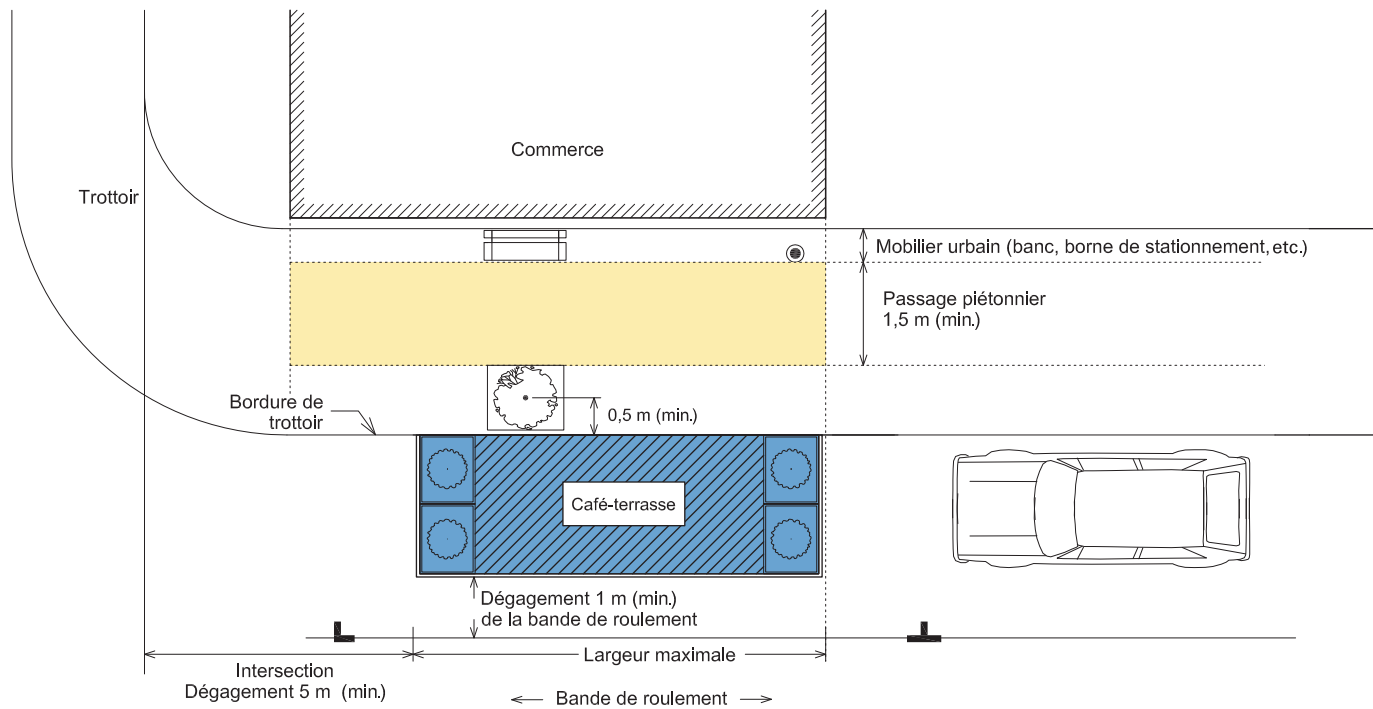 Commerce
Trottoir
Mobilier urbain (banc, borne de stationnement, etc.)
Passage piétonnier
1,5 m (min.)
Bordure de
trottoir
0,5 m (min.)
Café-terrasse
Dégagement 1 m (min.)
de la bande de roulement
Largeur maximale
Intersection
Dégagement 5 m (min.)
Bande de roulement